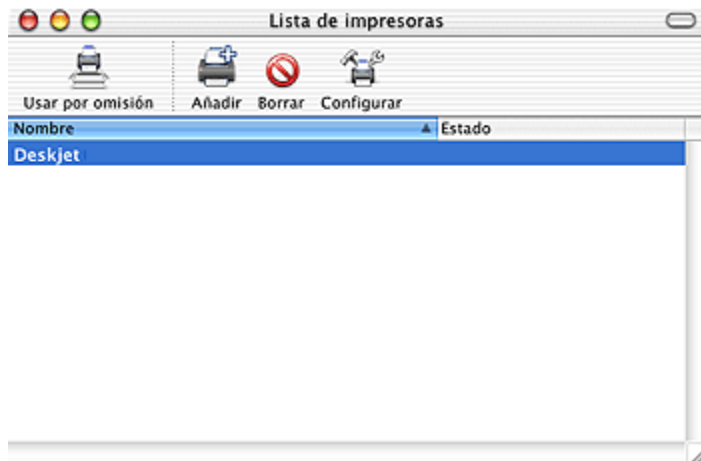 Lista de impresoras
Usar por omisión Añadir Borrar Configurar
Nombre Estado
Deskjet